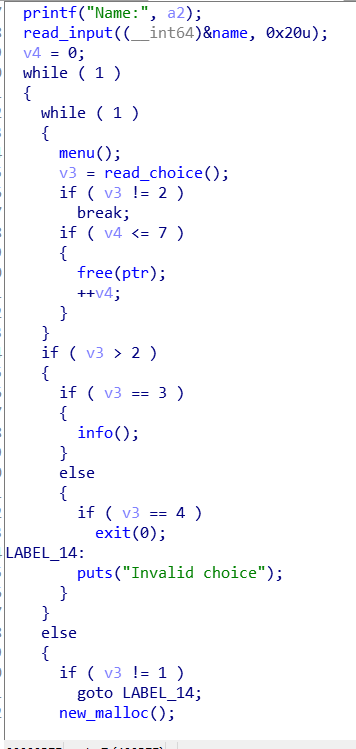 printf("Name:", a2);
read_input((__int64)&name, 0x20u);
v4 = 0;
while ( 1 )
{
while ( 1 )
{
menu();
v3 = read_choice();
if ( v3 != 2 )
break;
if ( v4 <= 7 )
{
free(ptr);
++v4;
}
}
if ( v3 > 2 )
{
if ( v3 == 3 )
{
info();
}
else
{
if ( v3 == 4 )
exit(0);
LABEL_14:
puts("Invalid choice");
}
}
else
{
if ( v3 != 1 )
goto LABEL_14;
new_malloc();